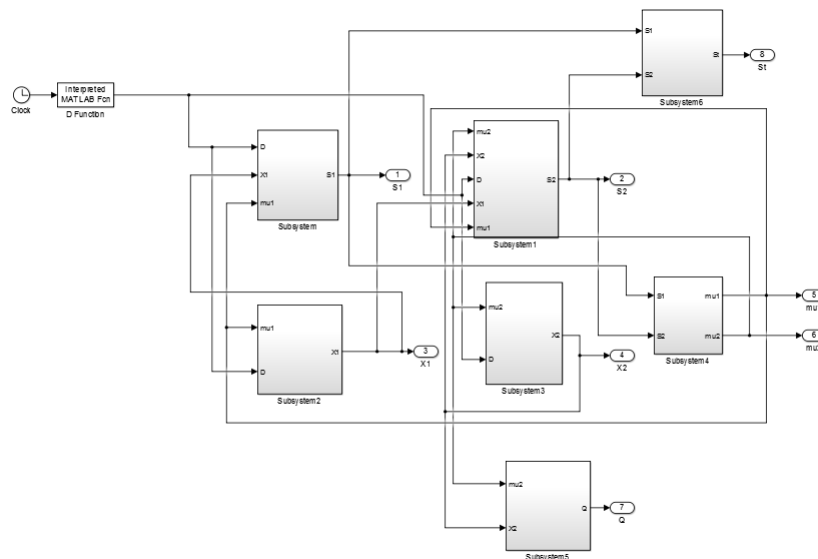 Clock
Interpreted
MATLAB Fcn
D Function
D
X1
mu1
S1
Subsystem
1
S1
mu1
D
X1
Subsystem2
3
X1
mu2
X2
D
X1
mu1
S2
Subsystem1
2
S2
S1
S2
St
Subsystem6
8
St
mu2
D
X2
Subsystem3
4
X2
S1
S2
mu1
mu2
Subsystem4
5
6
mu2
X2
Q
Subsystem5
7
Q